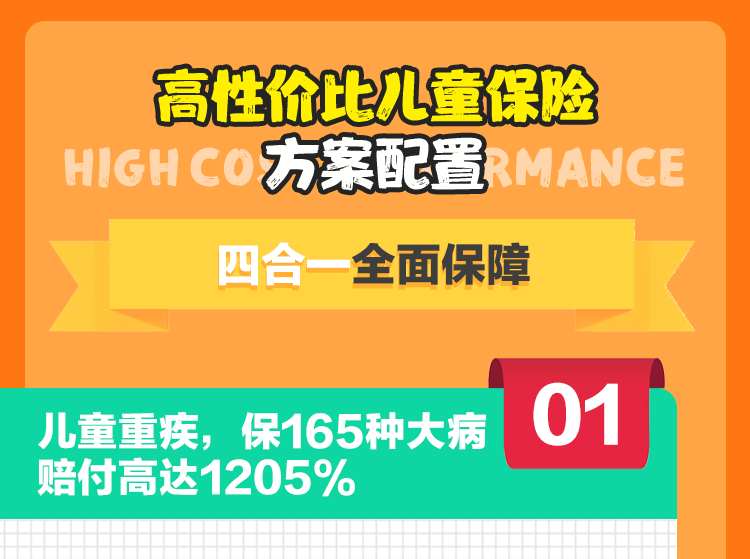 高性价比儿童保险
方案配置
HIGH COS RMANCE
四合一全面保障
01
儿童重疾，保165种大病
赔付高达1205%